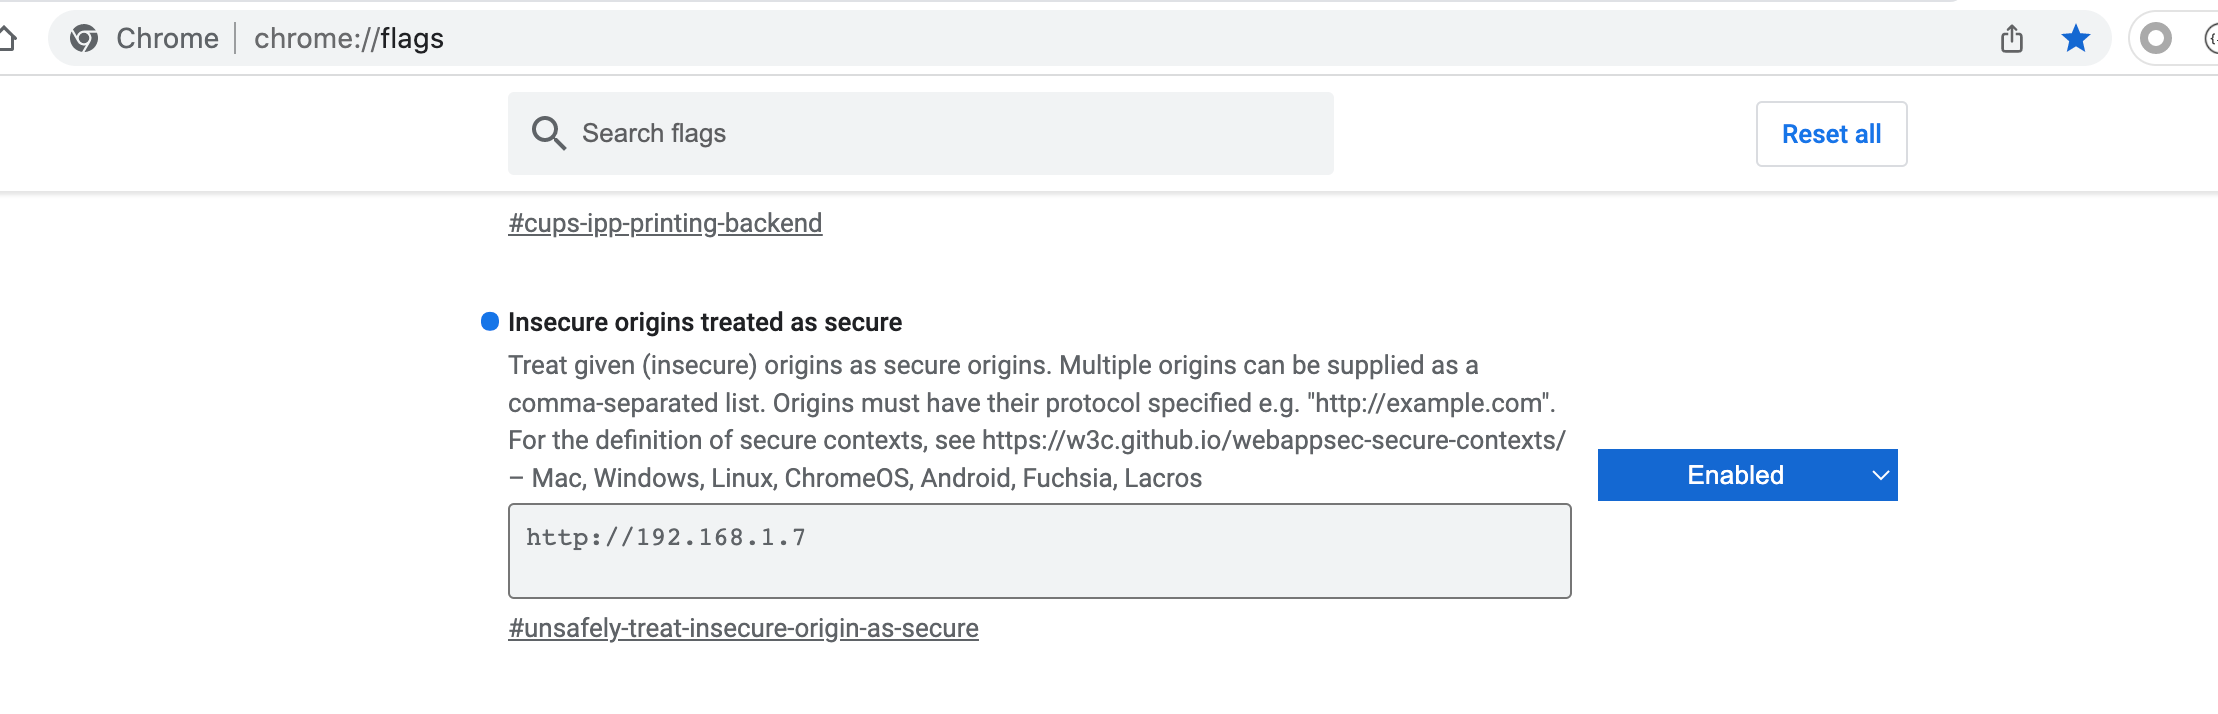 Chrome | chrome://flags
Search flags
Reset all
#cups-ipp-printing-backend
Insecure origins treated as secure
Treat given (insecure) origins as secure origins. Multiple origins can be supplied as a
comma-separated list. Origins must have their protocol specified e.g. "http://example.com".
For the definition of secure contexts, see https://w3c.github.io/webappsec-secure-contexts/
– Mac, Windows, Linux, ChromeOS, Android, Fuchsia, Lacros
Enabled
http://192.168.1.7
#unsafely-treat-insecure-origin-as-secure